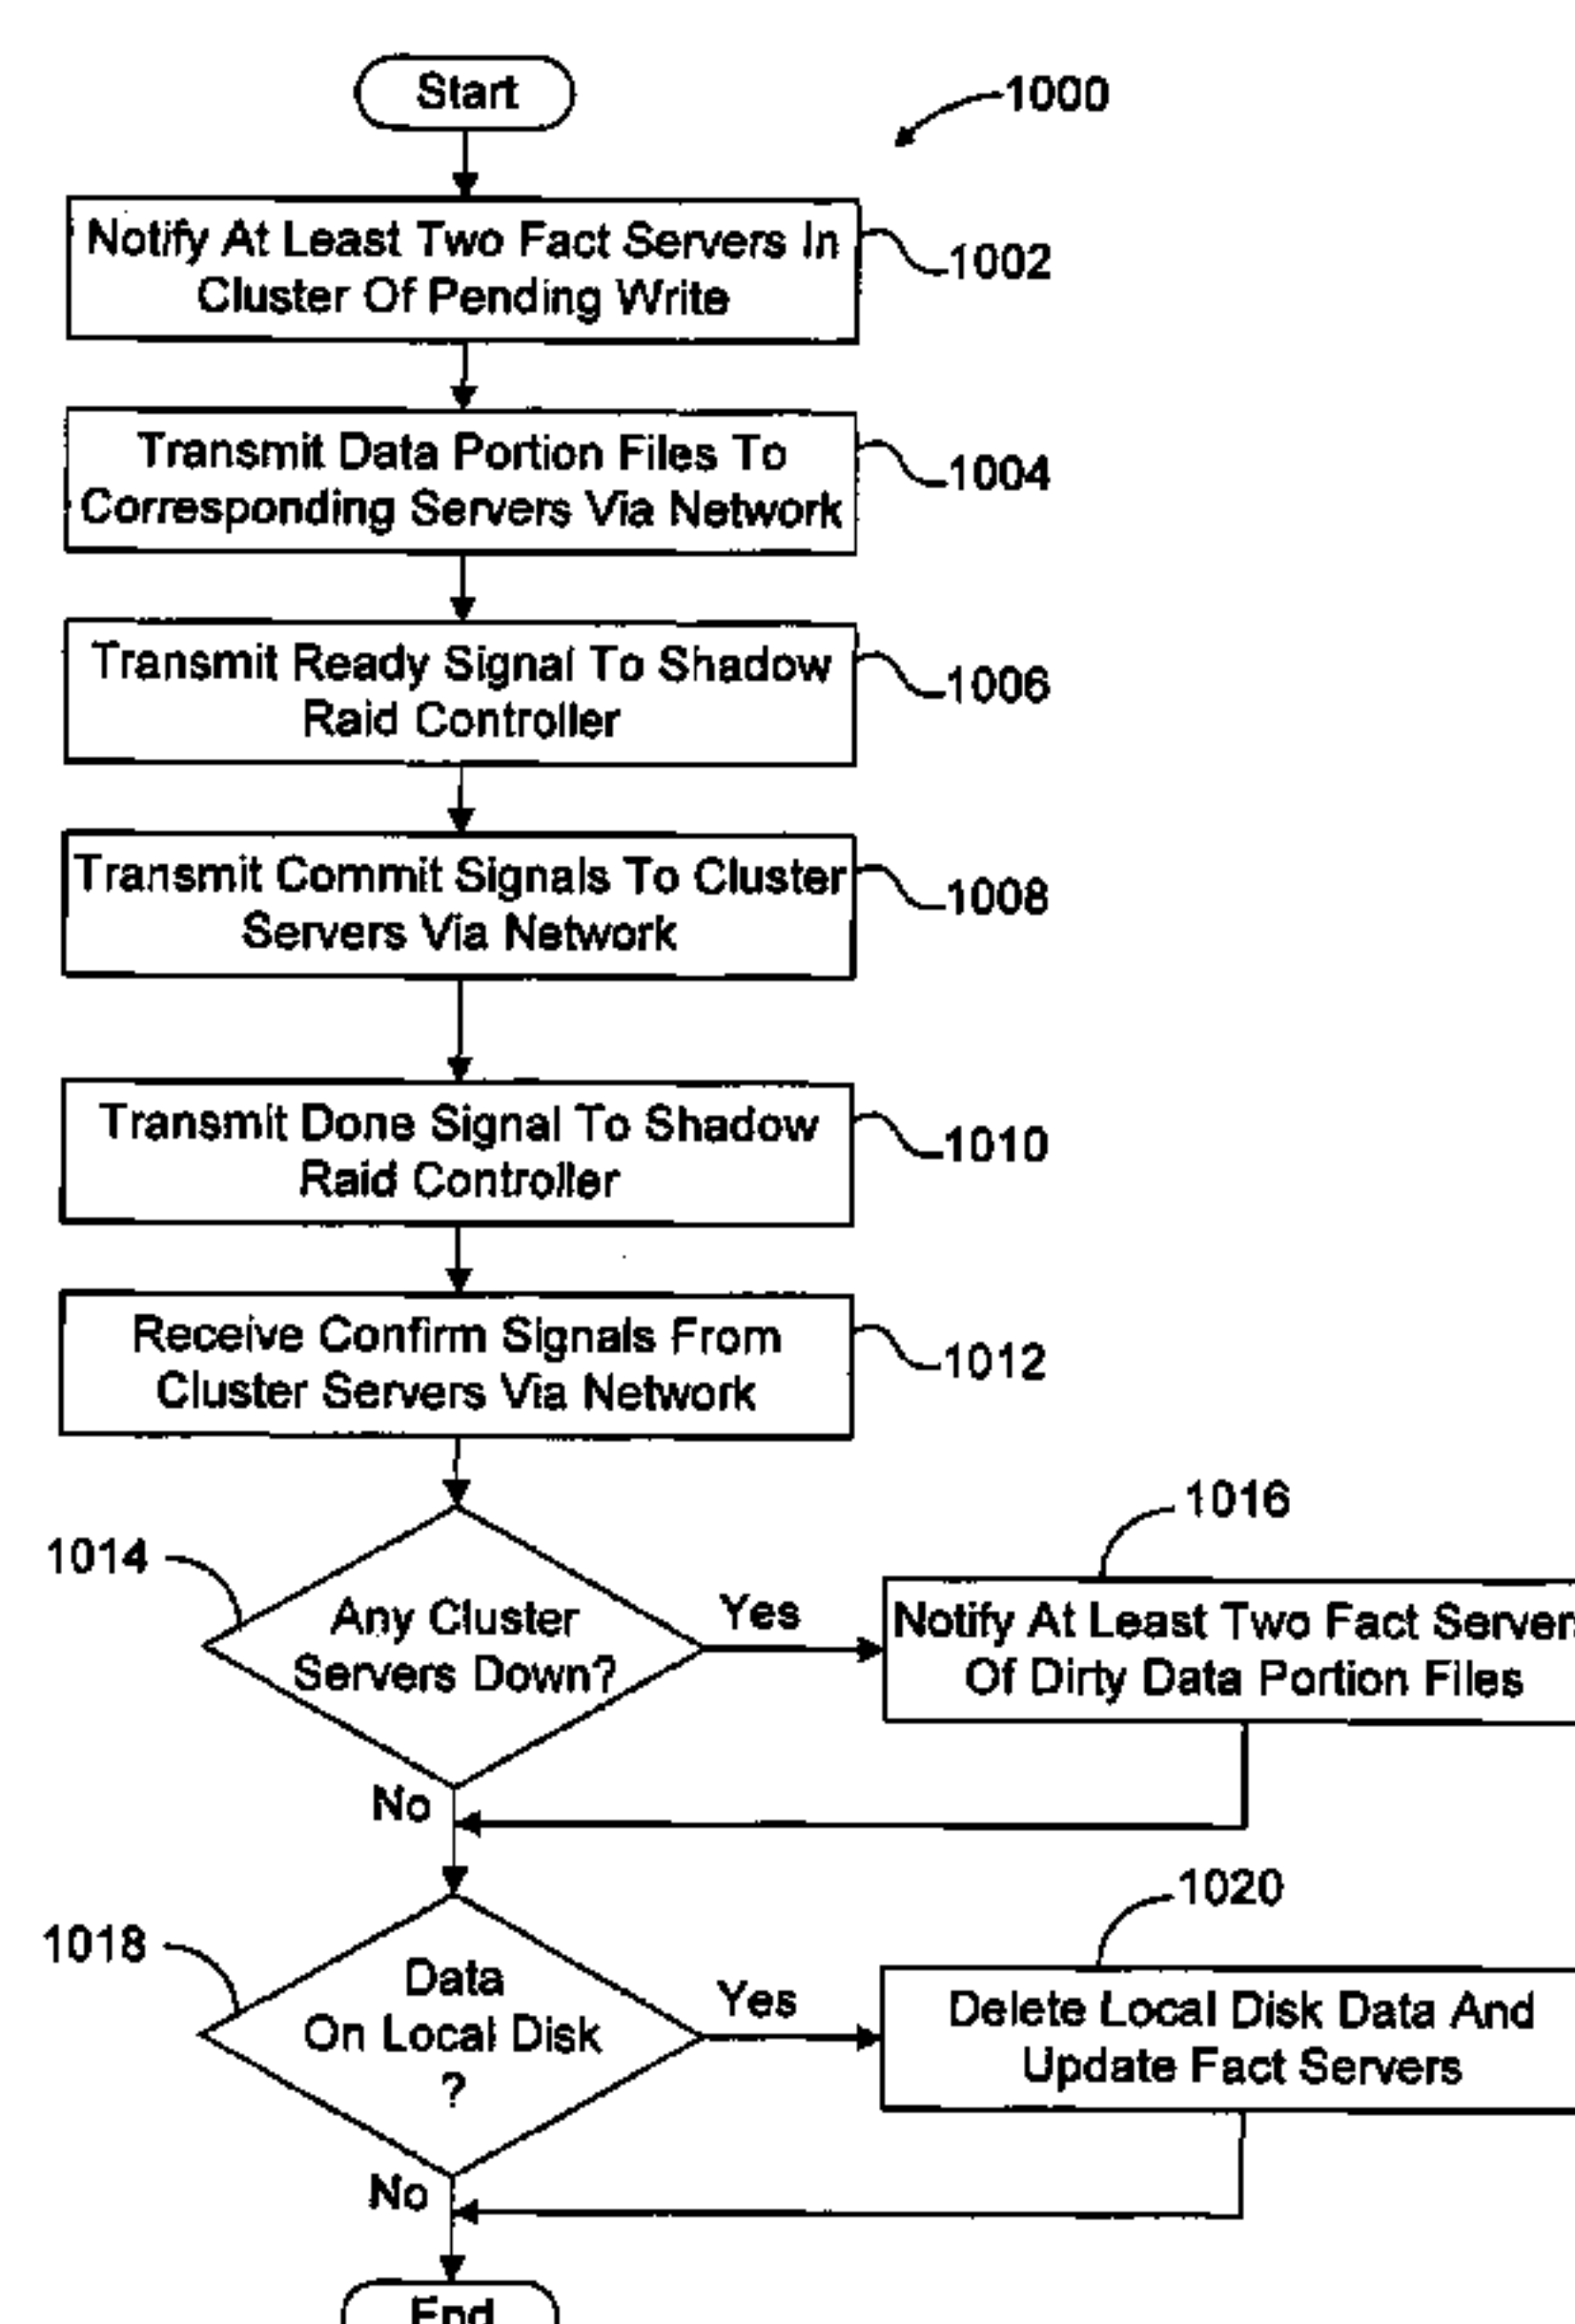 Start
1000
Notify At Least Two Fact Servers In
Cluster Of Pending Write
1002
Transmit Data Portion Files To
Corresponding Servers Via Network
1004
Transmit Ready Signal To Shadow
Raid Controller
1006
Transmit Commit Signals To Cluster
Servers Via Network
1008
Transmit Done Signal To Shadow
Raid Controller
1010
Receive Confirm Signals From
Cluster Servers Via Network
1012
1014
Any Cluster
Servers Down?
Yes
1016
Notify At Least Two Fact Servers
Of Dirty Data Portion Files
No
1018
Data
On Local Disk
?
Yes
1020
Delete Local Disk Data And
Update Fact Servers
No
End